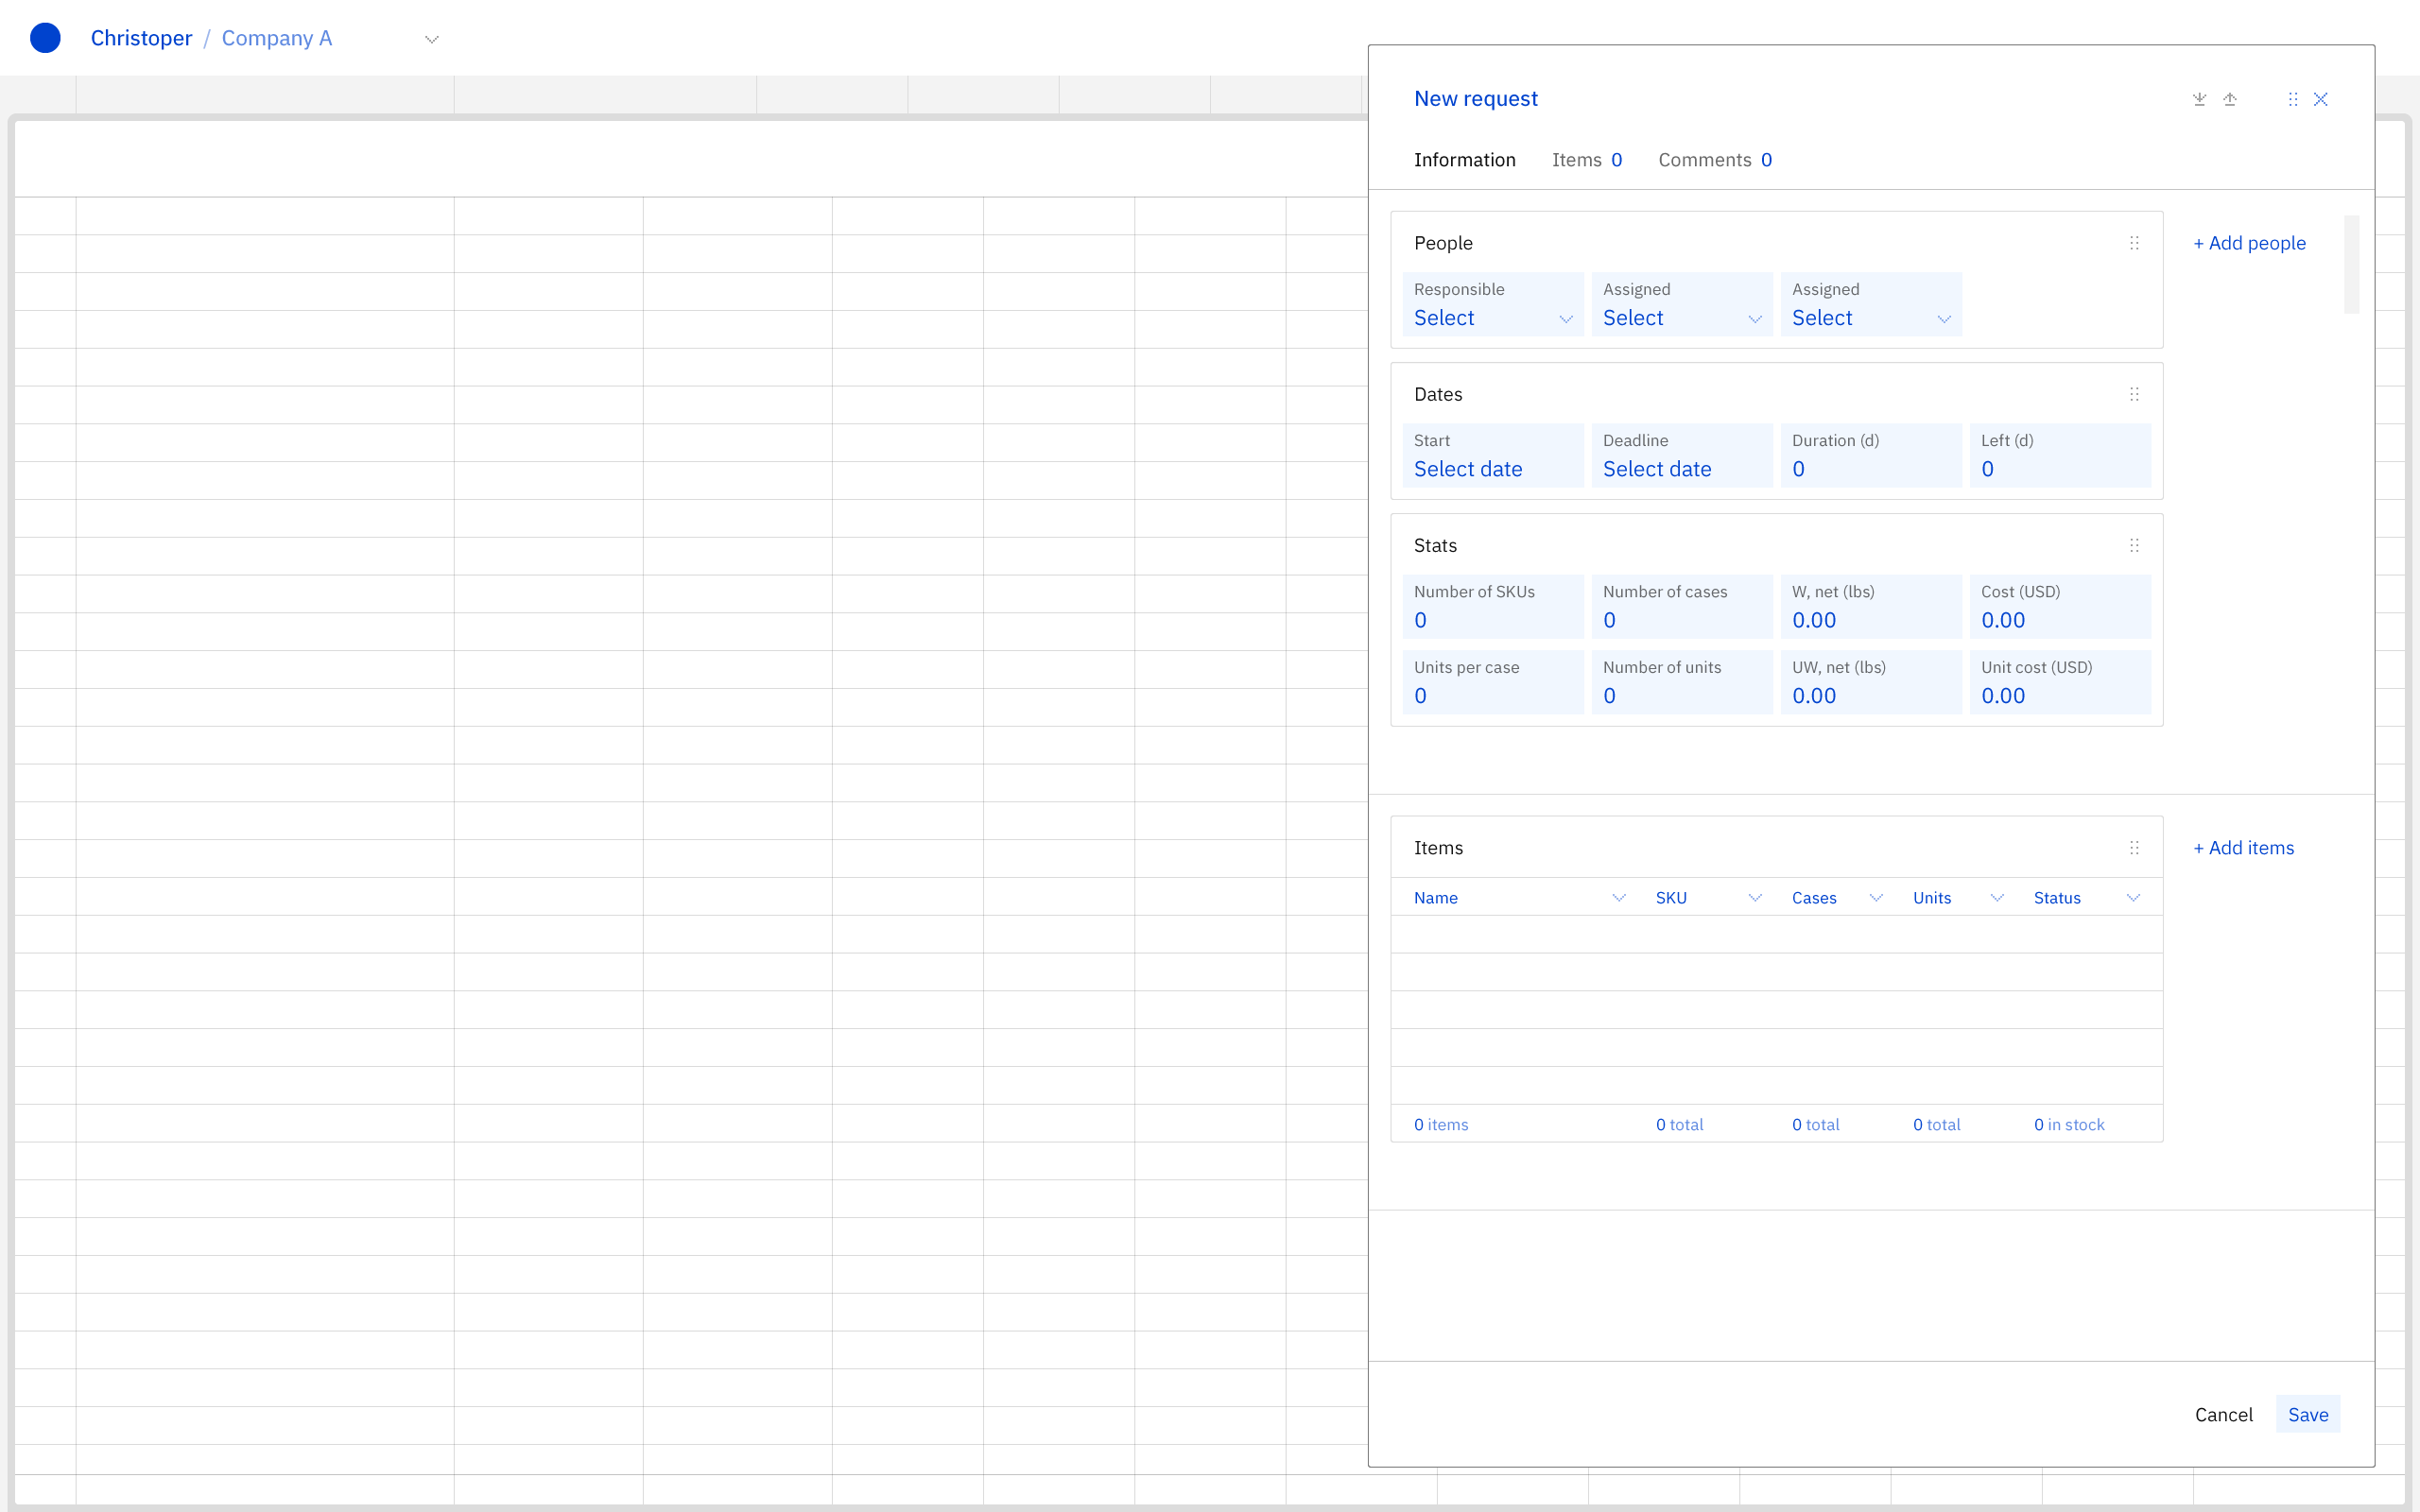 Christoper / Company A
New request
Information Items 0 Comments 0
People + Add people
Responsible Assigned Assigned
Select Select Select
Dates
Start Deadline Duration (d) Left (d)
Select date Select date 0 0
Stats
Number of SKUs Number of cases W, net (lbs) Cost (USD)
0 0 0.00 0.00
Units per case Number of units UW, net (lbs) Unit cost (USD)
0 0 0.00 0.00
Items + Add items
Name SKU Cases Units Status
0 items 0 total 0 total 0 total 0 in stock
Cancel Save